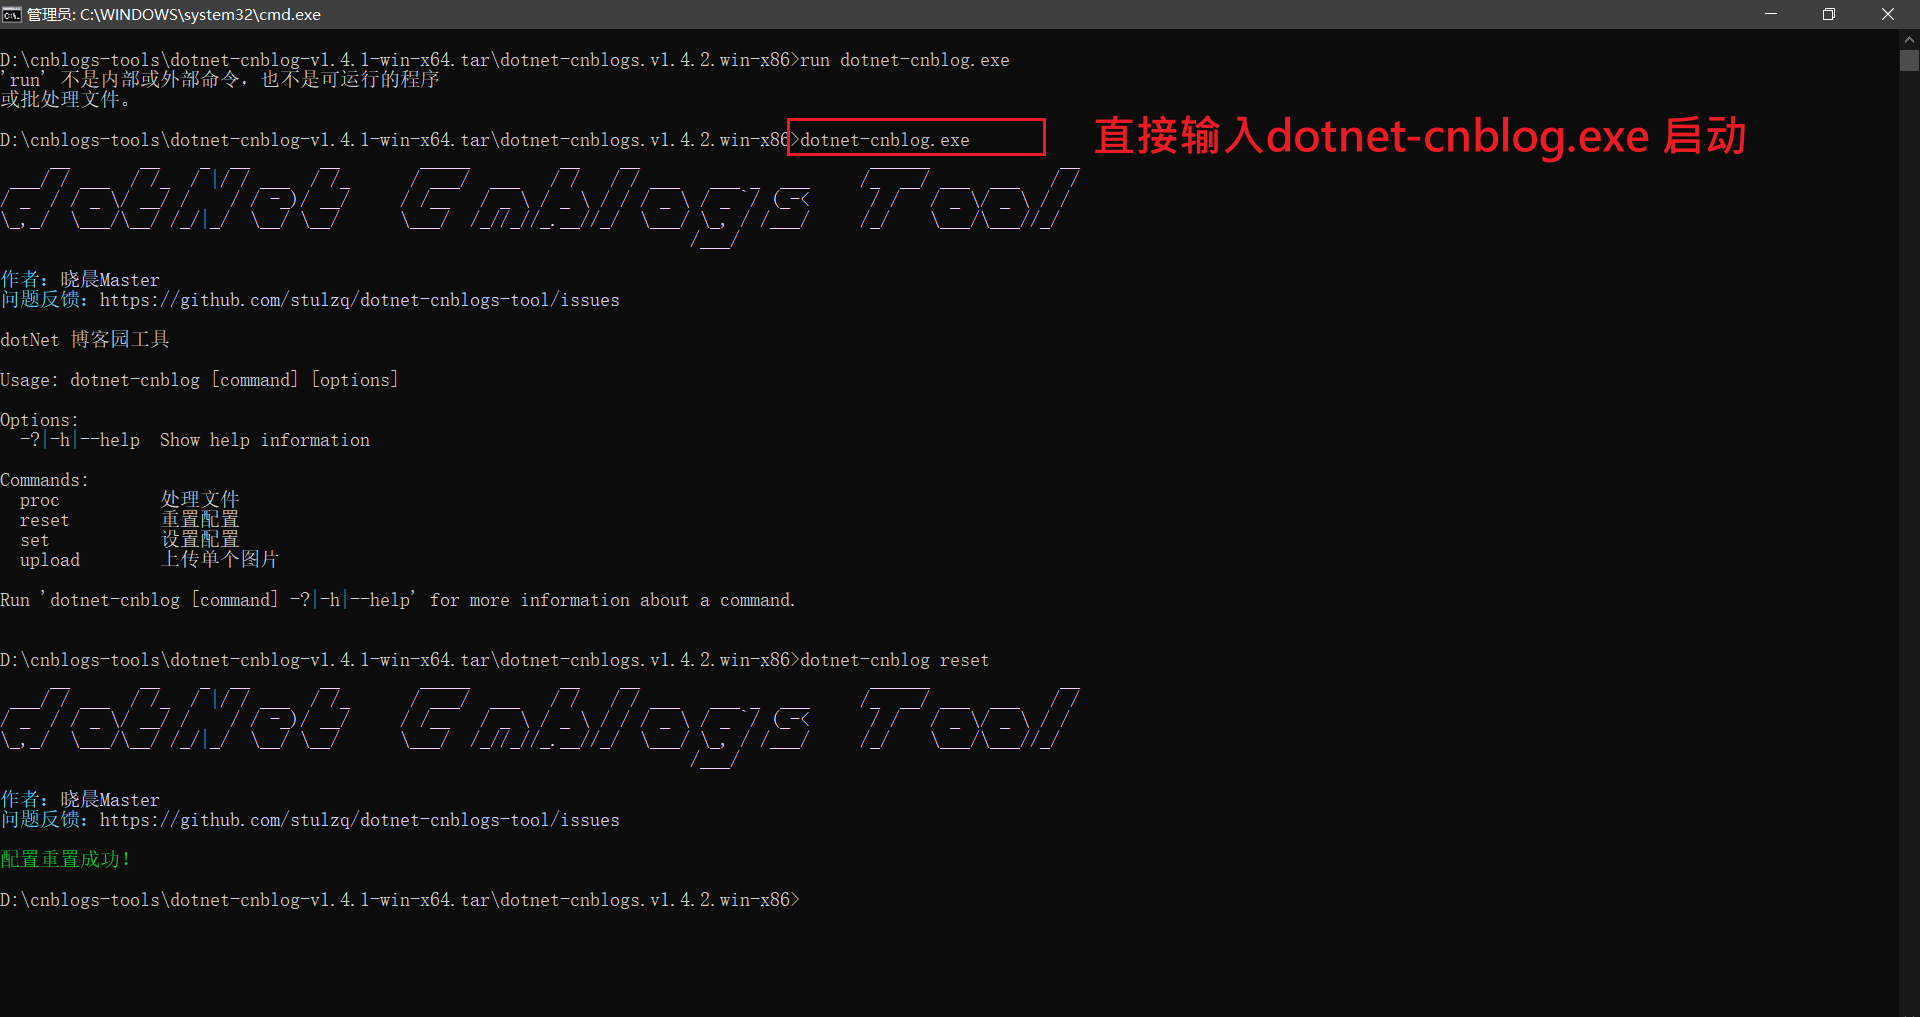 管理员: C:\WINDOWS\system32\cmd.exe
D:\cnblogs-tools\dotnet-cnblog-v1.4.1-win-x64.tar\dotnet-cnblogs.v1.4.2.win-x86>run dotnet-cnblog.exe
'run' 不是内部或外部命令，也不是可运行的程序
或批处理文件。
D:\cnblogs-tools\dotnet-cnblog-v1.4.1-win-x64.tar\dotnet-cnblogs.v1.4.2.win-x86>dotnet-cnblog.exe
直接输入dotnet-cnblog.exe 启动
dotNet Cnblogs Tool
作者：晓晨Master
问题反馈：https://github.com/stulzq/dotnet-cnblogs-tool/issues
dotNet 博客园工具
Usage: dotnet-cnblog [command] [options]
Options:
-?|-h|--help  Show help information
Commands:
proc 处理文件
reset 重置配置
set 设置配置
upload 上传单个图片
Run 'dotnet-cnblog [command] -?|-h|--help' for more information about a command.
D:\cnblogs-tools\dotnet-cnblog-v1.4.1-win-x64.tar\dotnet-cnblogs.v1.4.2.win-x86>dotnet-cnblog reset
dotNet Cnblogs Tool
作者：晓晨Master
问题反馈：https://github.com/stulzq/dotnet-cnblogs-tool/issues
配置重置成功！
D:\cnblogs-tools\dotnet-cnblog-v1.4.1-win-x64.tar\dotnet-cnblogs.v1.4.2.win-x86>